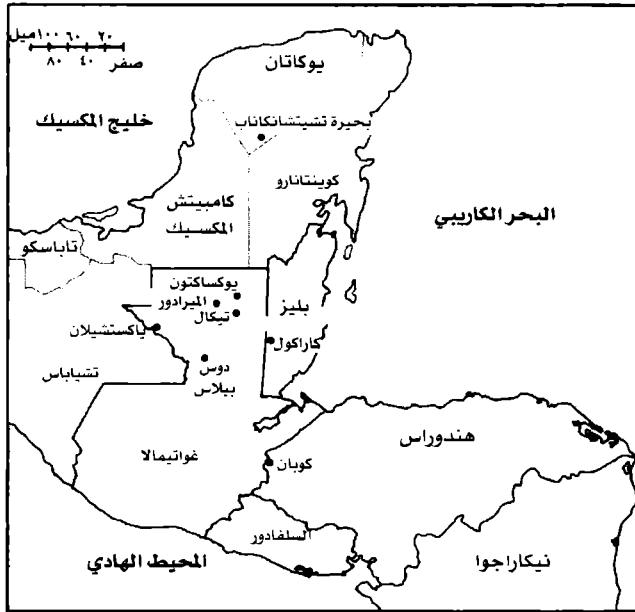 ٢٠ ٦٠ ١٠٠ ميل
صفر ٤٠ ٨٠
يوكاتان
خليج المكسيك
بحيرة تشيتشانكاناب
كوينتانارو
كامبيتش
المكسيك
البحر الكاريبي
تاباسكو
يوكساكتون
الميرادور
تيكال
بليز
ياكستشيلان
كاراكول
دوس
بيلاس
تشياباس
هندوراس
غواتيمالا
كوبان
السلفادور
المحيط الهادي
نيكاراجوا